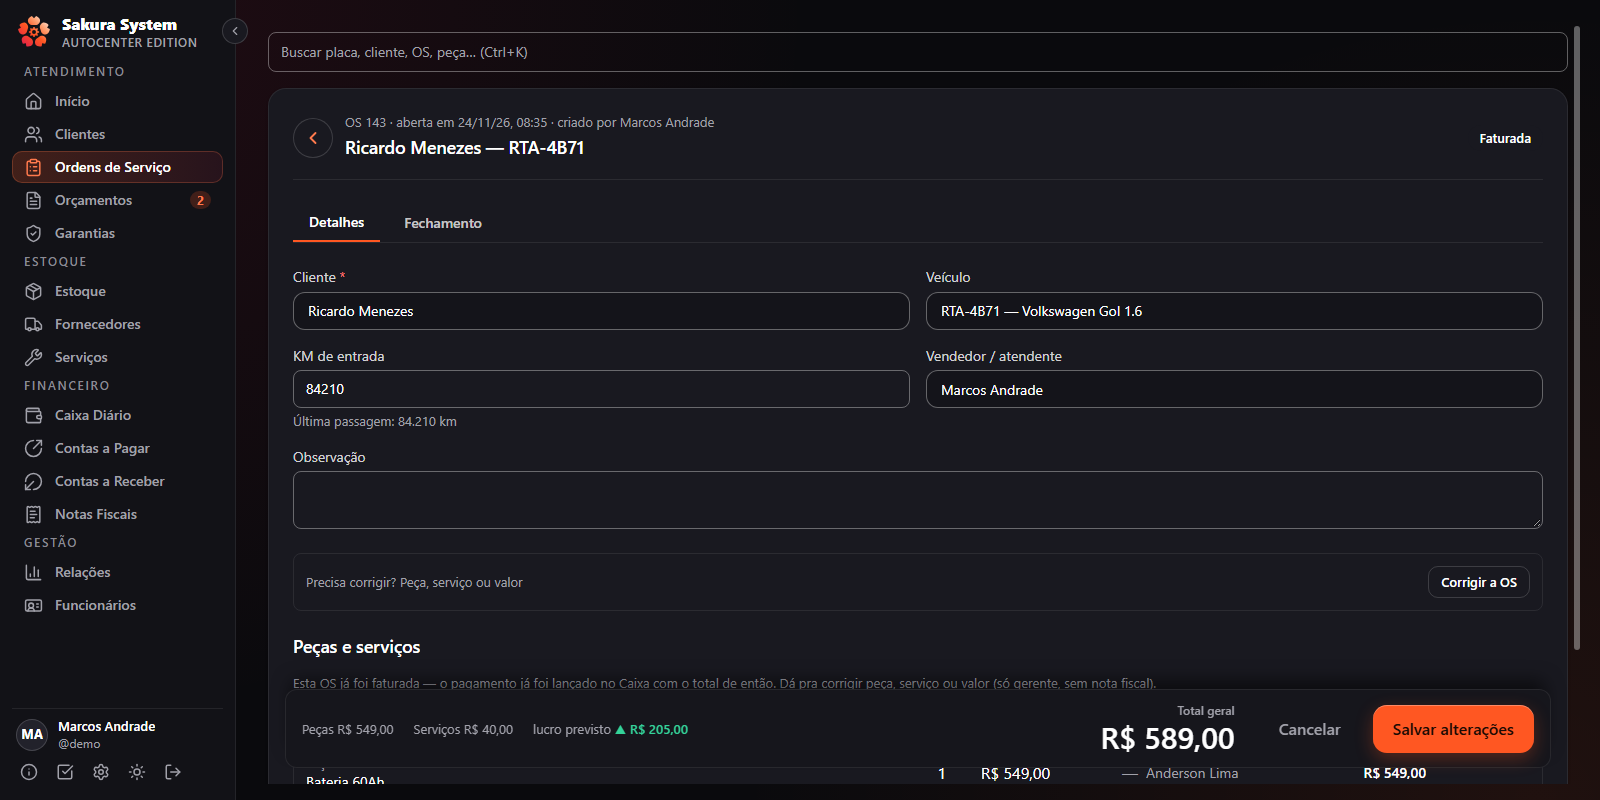 Sakura System
AUTOCENTER EDITION
ATENDIMENTO
Início
Clientes
Ordens de Serviço
Orçamentos 2
Garantias
ESTOQUE
Estoque
Fornecedores
Serviços
FINANCEIRO
Caixa Diário
Contas a Pagar
Contas a Receber
Notas Fiscais
GESTÃO
Relações
Funcionários
MA
Marcos Andrade
@demo
Buscar placa, cliente, OS, peça... (Ctrl+K)
OS 143 · aberta em 24/11/26, 08:35 · criado por Marcos Andrade
Ricardo Menezes — RTA-4B71
Faturada
Detalhes Fechamento
Cliente *
Ricardo Menezes
Veículo
RTA-4B71 — Volkswagen Gol 1.6
KM de entrada
84210
Última passagem: 84.210 km
Vendedor / atendente
Marcos Andrade
Observação
Precisa corrigir? Peça, serviço ou valor
Corrigir a OS
Peças e serviços
Esta OS já foi faturada — o pagamento já foi lançado no Caixa com o total de então. Dá pra corrigir peça, serviço ou valor (só gerente, sem nota fiscal).
Peças R$ 549,00 Serviços R$ 40,00 lucro previsto ▲ R$ 205,00
Total geral
R$ 589,00
Cancelar
Salvar alterações
Bateria 60Ah 1 R$ 549,00 — Anderson Lima R$ 549,00